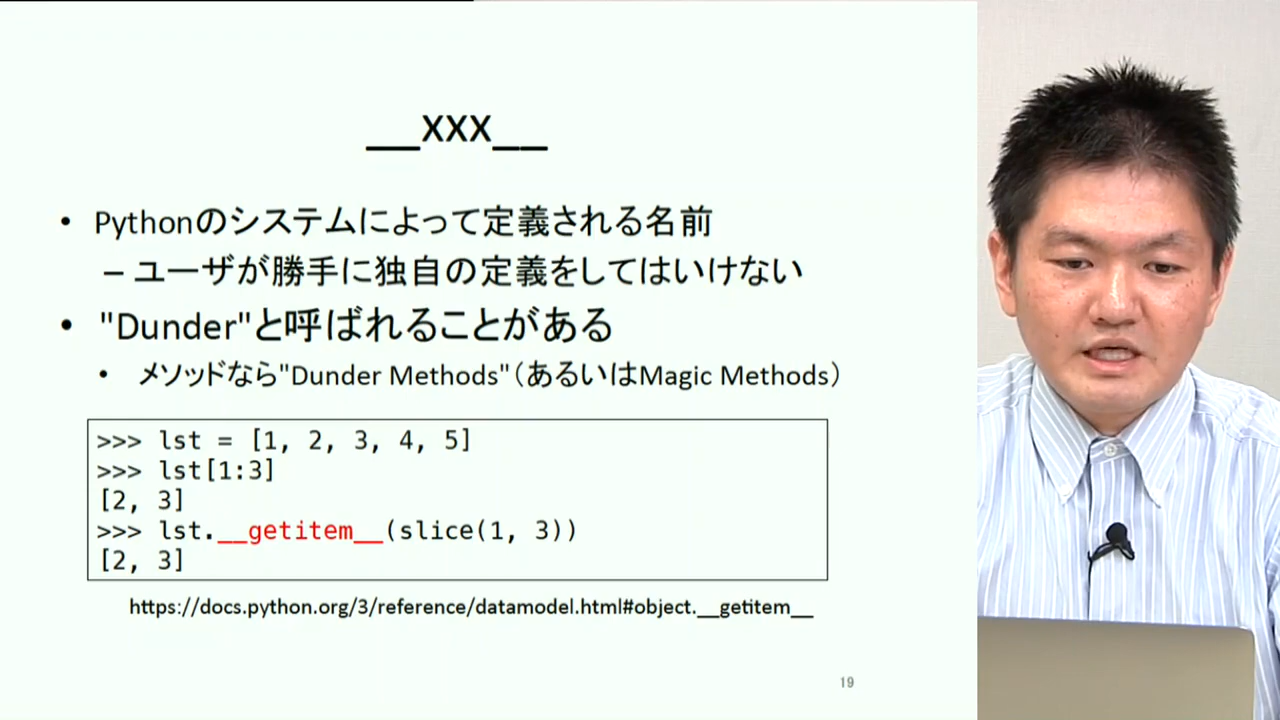 __xxx__
• Pythonのシステムによって定義される名前
– ユーザが勝手に独自の定義をしてはいけない
• "Dunder"と呼ばれることがある
• メソッドなら"Dunder Methods"（あるいはMagic Methods）
>>> lst = [1, 2, 3, 4, 5]
>>> lst[1:3]
[2, 3]
>>> lst.__getitem__(slice(1, 3))
[2, 3]
https://docs.python.org/3/reference/datamodel.html#object.__getitem__
19